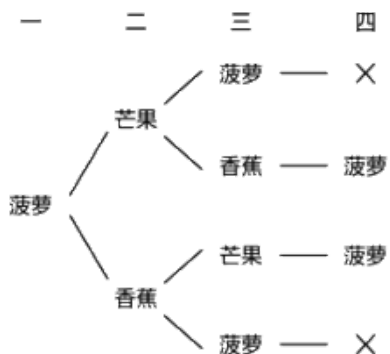 一 二 三 四
菠萝 × 
芒果
香蕉 菠萝
菠萝
芒果 菠萝
香蕉
菠萝 ×